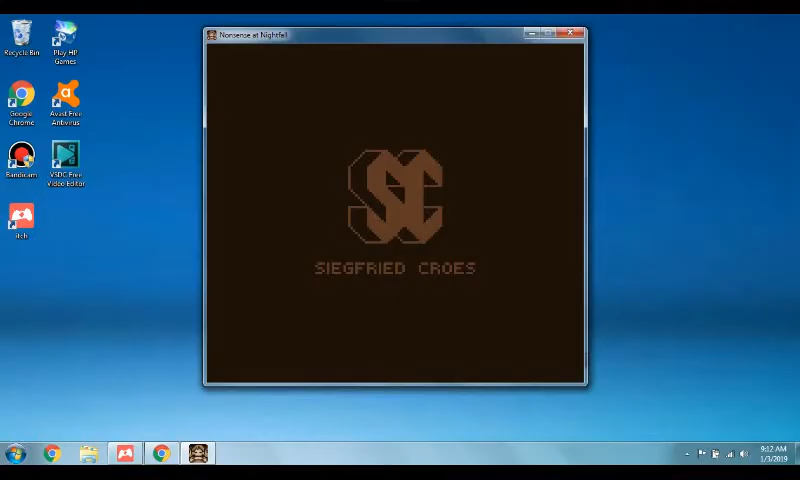 Nonsense at Nightfall
Recycle Bin
Play HP
Games
Google
Chrome
Avast Free
Antivirus
Bandicam
VSDC Free
Video Editor
itch
SC
SIEGFRIED CROES
9:12 AM
1/3/2019